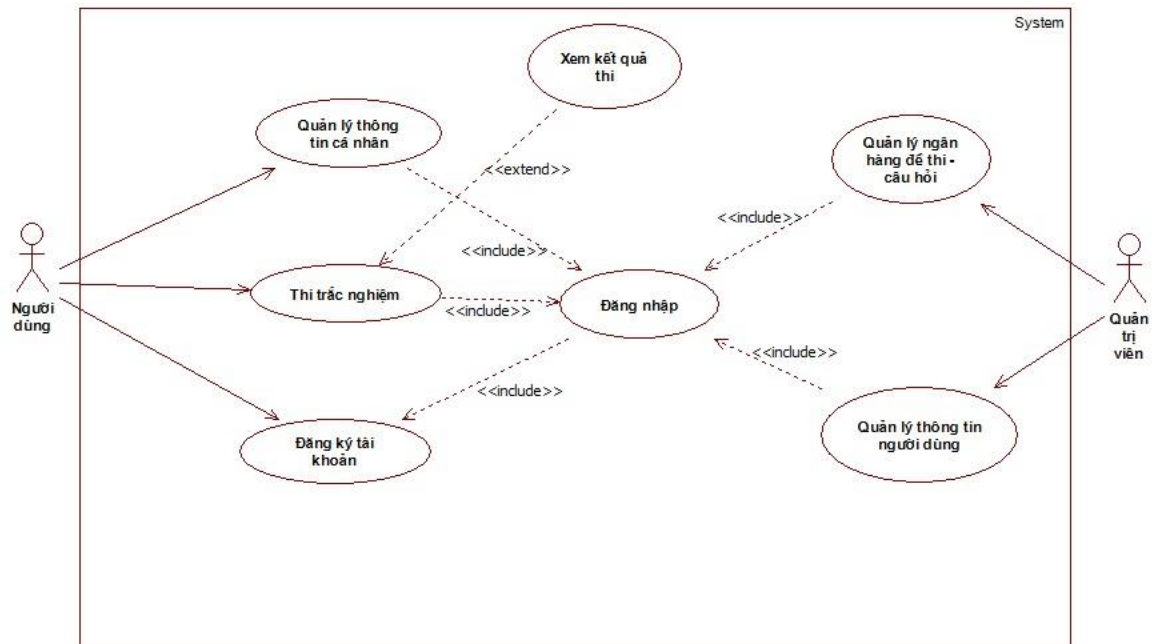 System
Xem kết quả
thi
Quản lý thông
tin cá nhân
Quản lý ngân
hàng đề thi -
câu hỏi
<<extend>>
<<include>>
<<include>>
Thi trắc nghiệm
<<include>>
Đăng nhập
Người
dùng
Quản
trị
viên
<<include>>
<<include>>
Đăng ký tài
khoản
Quản lý thông tin
người dùng